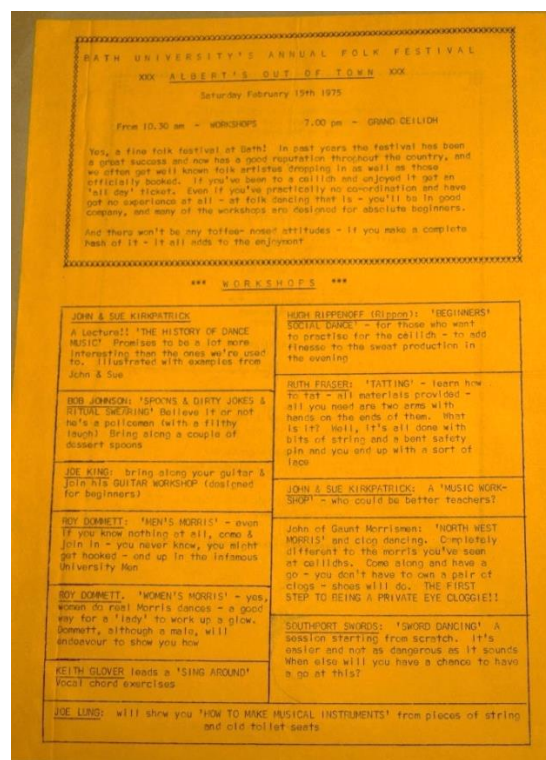 BATH UNIVERSITY'S ANNUAL FOLK FESTIVAL
XXX ALBERT'S OUT OF TOWN XXX
Saturday February 15th 1975
From 10.30 am - WORKSHOPS 7.00 pm - GRAND CEILIDH
Yes, a fine folk festival at Bath! In past years the festival has been
a great success and now has a good reputation throughout the country, and
we often get well known folk artistes dropping in as well as those
officially booked. If you've been to a ceilidh and enjoyed it get an
'all day' ticket. Even if you've practically no co-ordination and have
got no experience at all - at folk dancing that is - you'll be in good
company, and many of the workshops are designed for absolute beginners.
And there won't be any toffee- nosed attitudes - if you make a complete
hash of it - it all adds to the enjoyment
*** WORKSHOPS ***
JOHN & SUE KIRKPATRICK
A Lecture!! 'THE HISTORY OF DANCE
MUSIC' Promises to be a lot more
interesting than the ones we're used
to. Illustrated with examples from
John & Sue
BOB JOHNSON: 'SPOONS & DIRTY JOKES &
RITUAL SWEARING' Believe it or not
he's a policeman (with a filthy
laugh) Bring along a couple of
dessert spoons
JOE KING: bring along your guitar &
join his GUITAR WORKSHOP (designed
for beginners)
ROY DOMMETT: 'MEN'S MORRIS' - even
if you know nothing at all, come &
join in - you never know, you might
get hooked - end up in the infamous
University Men
ROY DOMMETT. 'WOMEN'S MORRIS' - yes,
women do real Morris dances - a good
way for a 'lady' to work up a glow.
Dommett, although a male, will
endeavour to show you how
KEITH GLOVER leads a 'SING AROUND'
Vocal chord exercises
HUGH RIPPENOFF (Rippon): 'BEGINNERS'
SOCIAL DANCE' - for those who want
to practise for the ceilidh - to add
finesse to the sweat production in
the evening
RUTH FRASER: 'TATTING' - learn how
to tat - all materials provided -
all you need are two arms with
hands on the ends of them. What
is it? Well, it's all done with
bits of string and a bent safety
pin and you end up with a sort of
lace
JOHN & SUE KIRKPATRICK: A 'MUSIC WORK-
SHOP' - who could be better teachers?
John of Gaunt Morrismen: 'NORTH WEST
MORRIS' and clog dancing. Completely
different to the morris you've seen
at ceilidhs. Come along and have a
go - you don't have to own a pair of
clogs - shoes will do. THE FIRST
STEP TO BEING A PRIVATE EYE CLOGGIE!!
SOUTHPORT SWORDS: 'SWORD DANCING' A
session starting from scratch. It's
easier and not as dangerous as it sounds
When else will you have a chance to have
a go at this?
JOE LUNG: will show you 'HOW TO MAKE MUSICAL INSTRUMENTS' from pieces of string
and old toilet seats